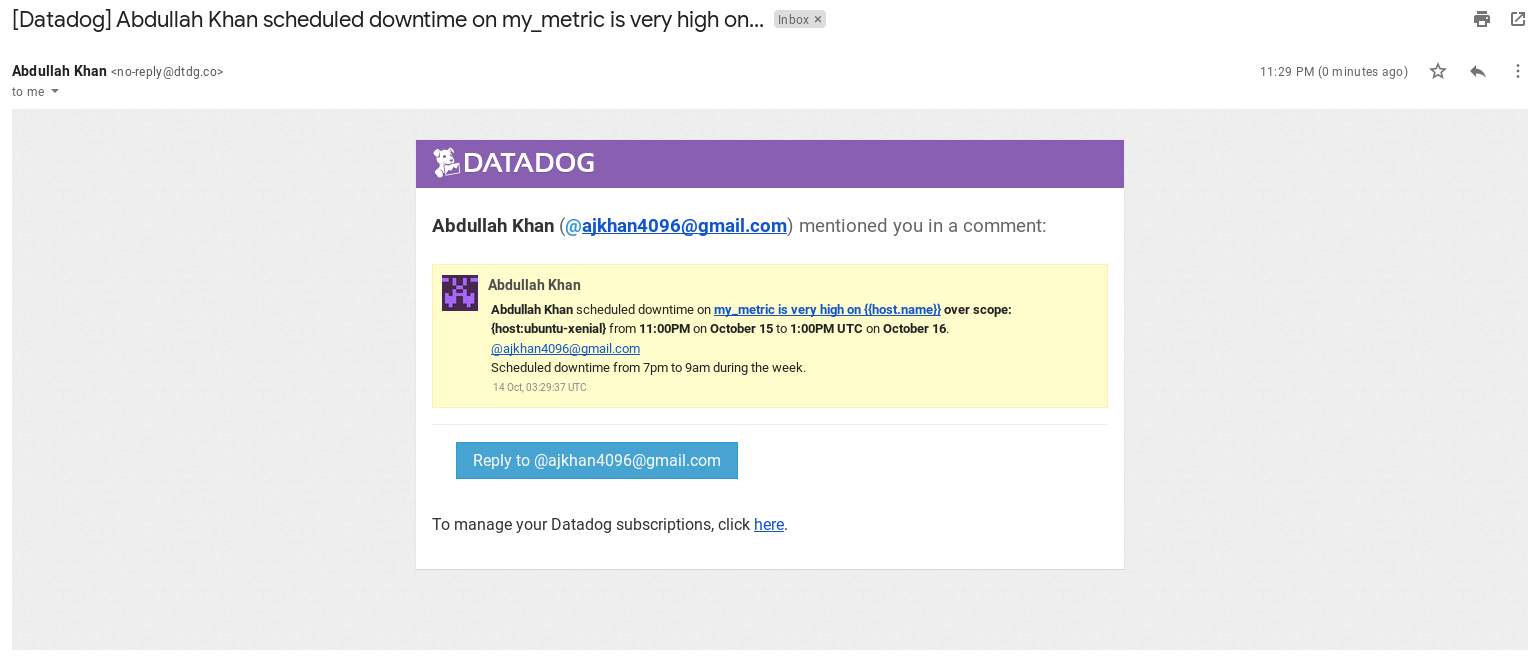 [Datadog] Abdullah Khan scheduled downtime on my_metric is very high on... Inbox ×
Abdullah Khan <no-reply@dtdg.co> 11:29 PM (0 minutes ago)
to me
DATADOG
Abdullah Khan (@ajkhan4096@gmail.com) mentioned you in a comment:
Abdullah Khan
Abdullah Khan scheduled downtime on my_metric is very high on {{host.name}} over scope:
{host:ubuntu-xenial} from 11:00PM on October 15 to 1:00PM UTC on October 16.
@ajkhan4096@gmail.com
Scheduled downtime from 7pm to 9am during the week.
14 Oct, 03:29:37 UTC
Reply to @ajkhan4096@gmail.com
To manage your Datadog subscriptions, click here.